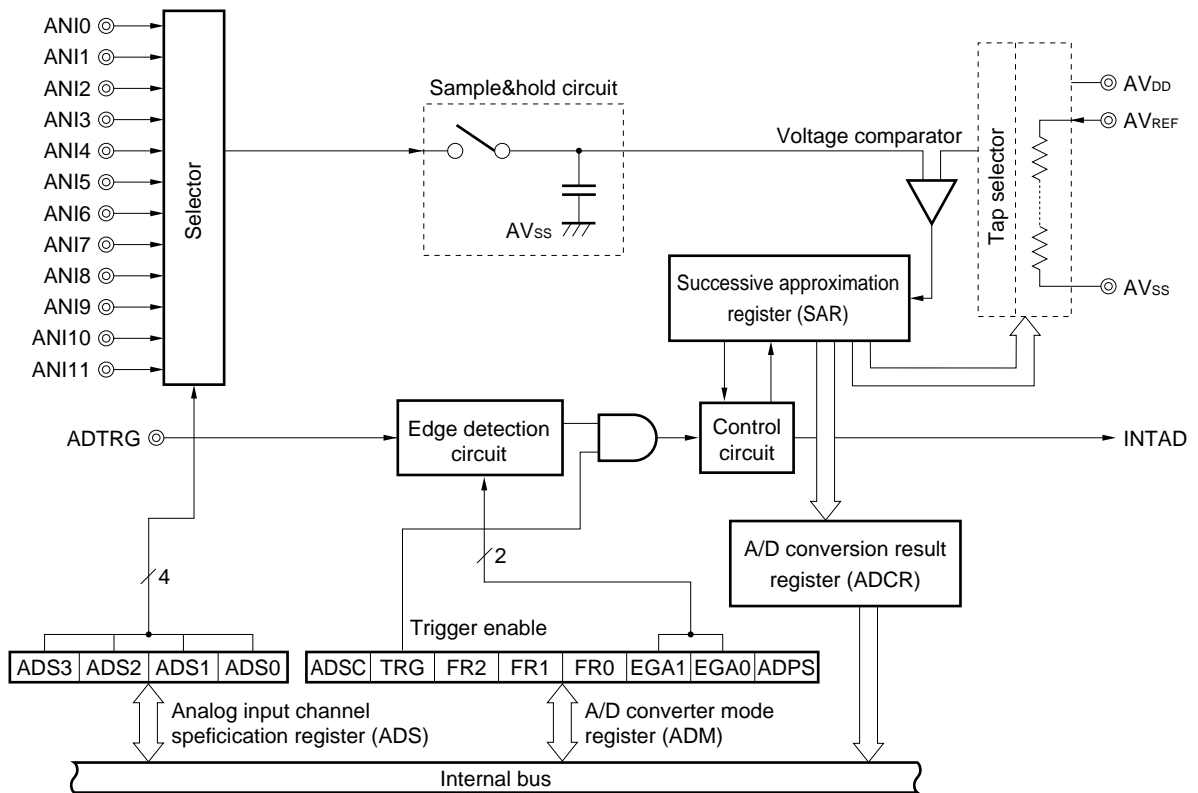 ANI0
ANI1
ANI2
ANI3
ANI4
ANI5
ANI6
ANI7
ANI8
ANI9
ANI10
ANI11
Selector
Sample&hold circuit
AVSS
Voltage comparator
Tap selector
AVDD
AVREF
AVSS
Successive approximation
register (SAR)
ADTRG
Edge detection
circuit
Control
circuit
INTAD
4
2
A/D conversion result
register (ADCR)
Trigger enable
ADS3 ADS2 ADS1 ADS0
ADSC TRG FR2 FR1 FR0 EGA1 EGA0 ADPS
Analog input channel
speficication register (ADS)
A/D converter mode
register (ADM)
Internal bus